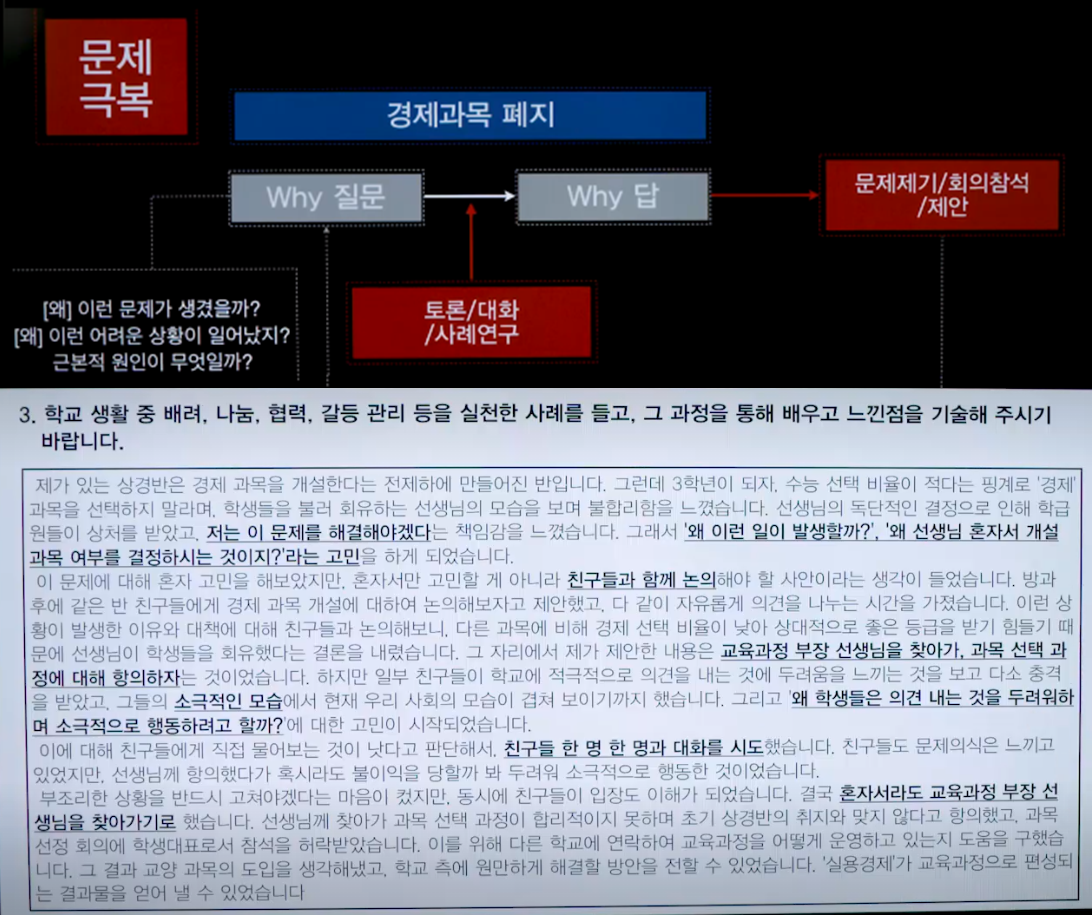 문제
극복
경제과목 폐지
Why 질문
Why 답
문제제기/회의참석
/제안
[왜] 이런 문제가 생겼을까?
[왜] 이런 어려운 상황이 일어났지?
근본적 원인이 무엇일까?
토론/대화
/사례연구
3. 학교 생활 중 배려, 나눔, 협력, 갈등 관리 등을 실천한 사례를 들고, 그 과정을 통해 배우고 느낀점을 기술해 주시기
바랍니다.
제가 있는 상경반은 경제 과목을 개설한다는 전제하에 만들어진 반입니다. 그런데 3학년이 되자, 수능 선택 비율이 적다는 핑계로 '경제'
과목을 선택하지 말라며, 학생들을 불러 회유하는 선생님의 모습을 보며 불합리함을 느꼈습니다. 선생님의 독단적인 결정으로 인해 학급
원들이 상처를 받았고, 저는 이 문제를 해결해야겠다는 책임감을 느꼈습니다. 그래서 '왜 이런 일이 발생할까?', '왜 선생님 혼자서 개설
과목 여부를 결정하시는 것이지?'라는 고민을 하게 되었습니다.
이 문제에 대해 혼자 고민을 해보았지만, 혼자서만 고민할 게 아니라 친구들과 함께 논의해야 할 사안이라는 생각이 들었습니다. 방과
후에 같은 반 친구들에게 경제 과목 개설에 대하여 논의해보자고 제안했고, 다 같이 자유롭게 의견을 나누는 시간을 가졌습니다. 이런 상
황이 발생한 이유와 대책에 대해 친구들과 논의해보니, 다른 과목에 비해 경제 선택 비율이 낮아 상대적으로 좋은 등급을 받기 힘들기 때
문에 선생님이 학생들을 회유했다는 결론을 내렸습니다. 그 자리에서 제가 제안한 내용은 교육과정 부장 선생님을 찾아가, 과목 선택 과
정에 대해 항의하자는 것이었습니다. 하지만 일부 친구들이 학교에 적극적으로 의견을 내는 것에 두려움을 느끼는 것을 보고 다소 충격
을 받았고, 그들의 소극적인 모습에서 현재 우리 사회의 모습이 겹쳐 보이기까지 했습니다. 그리고 '왜 학생들은 의견 내는 것을 두려워하
며 소극적으로 행동하려고 할까?'에 대한 고민이 시작되었습니다.
이에 대해 친구들에게 직접 물어보는 것이 낫다고 판단해서, 친구들 한 명 한 명과 대화를 시도했습니다. 친구들도 문제의식은 느끼고
있었지만, 선생님께 항의했다가 혹시라도 불이익을 당할까 봐 두려워 소극적으로 행동한 것이었습니다.
부조리한 상황을 반드시 고쳐야겠다는 마음이 컸지만, 동시에 친구들이 입장도 이해가 되었습니다. 결국 혼자서라도 교육과정 부장 선
생님을 찾아가기로 했습니다. 선생님께 찾아가 과목 선택 과정이 합리적이지 못하며 초기 상경반의 취지와 맞지 않다고 항의했고, 과목
선정 회의에 학생대표로서 참석을 허락받았습니다. 이를 위해 다른 학교에 연락하여 교육과정을 어떻게 운영하고 있는지 도움을 구했습
니다. 그 결과 교양 과목의 도입을 생각해냈고, 학교 측에 원만하게 해결할 방안을 전할 수 있었습니다. '실용경제'가 교육과정으로 편성되
는 결과물을 얻어 낼 수 있었습니다